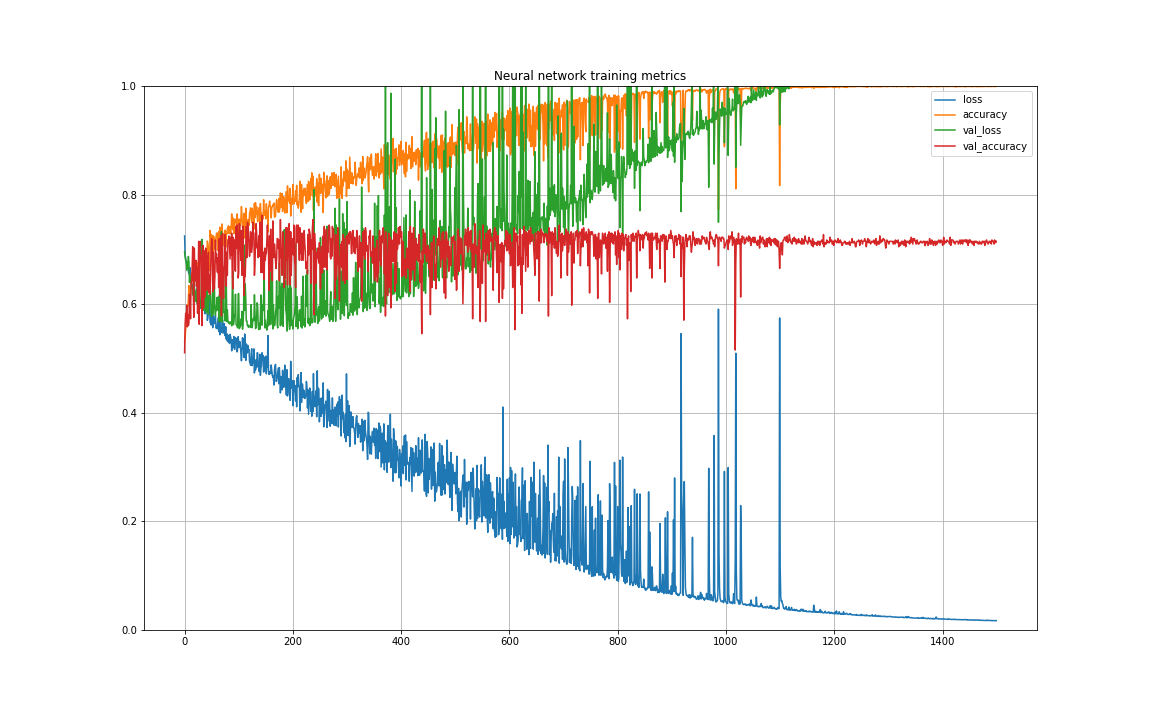 Neural network training metrics
1.0
loss
accuracy
val_loss
val_accuracy
0.8
0.6
0.4
0.2
0.0
0 200 400 600 800 1000 1200 1400